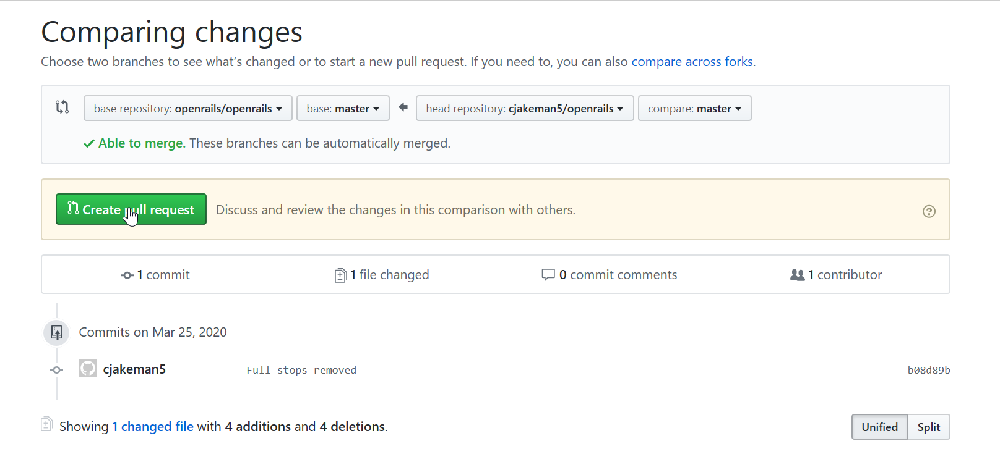 Comparing changes
Choose two branches to see what's changed or to start a new pull request. If you need to, you can also compare across forks.
base repository: openrails/openrails base: master head repository: cjakeman5/openrails compare: master
Able to merge. These branches can be automatically merged.
Create pull request Discuss and review the changes in this comparison with others.
1 commit 1 file changed 0 commit comments 1 contributor
Commits on Mar 25, 2020
cjakeman5 Full stops removed b08d89b
Showing 1 changed file with 4 additions and 4 deletions. Unified Split